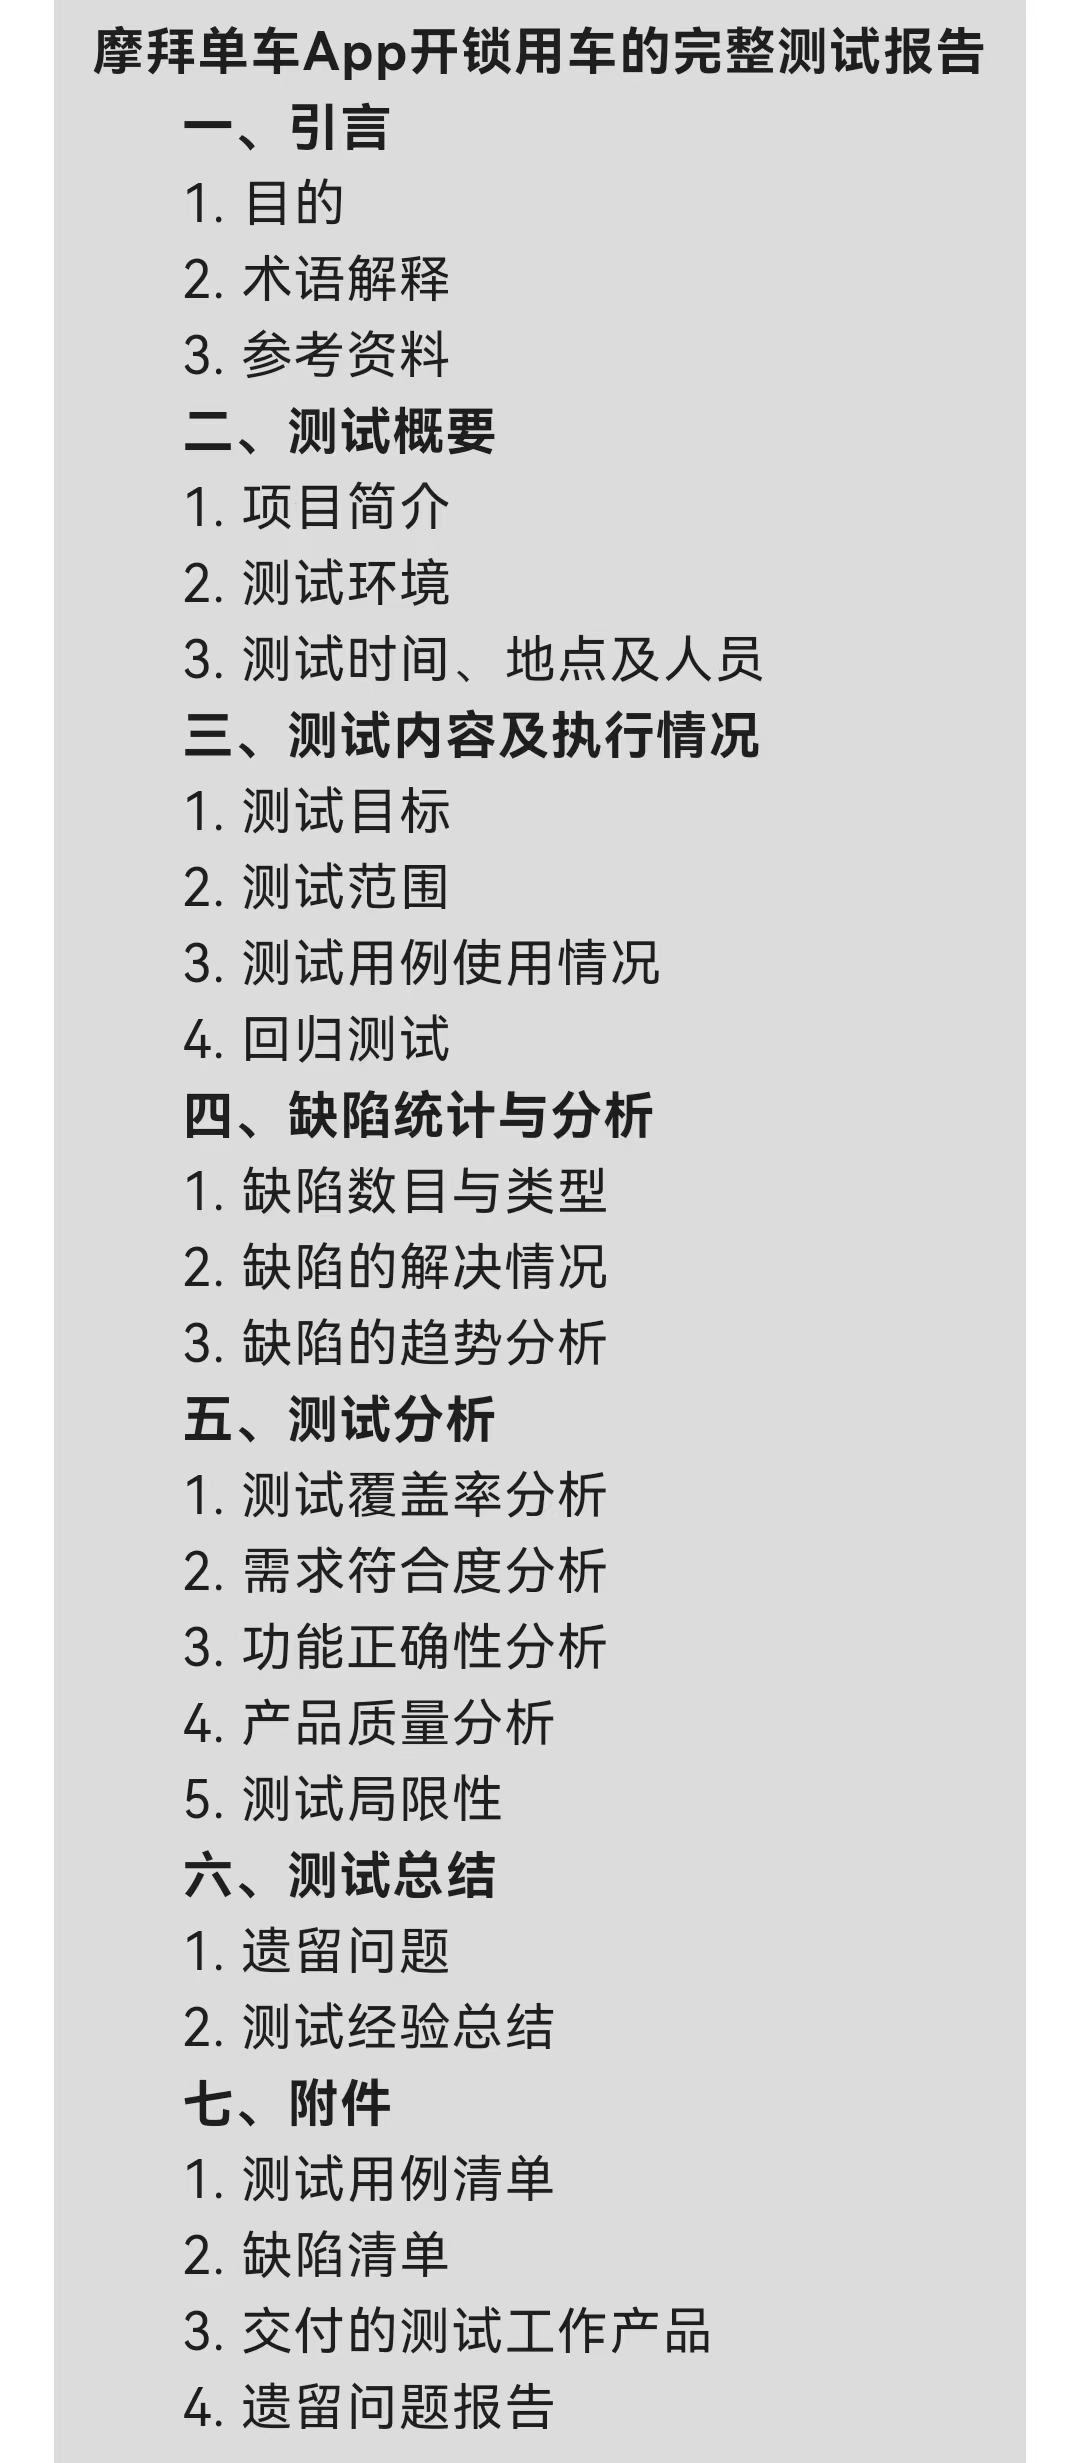 摩拜单车App开锁用车的完整测试报告
一、引言
1. 目的
2. 术语解释
3. 参考资料
二、测试概要
1. 项目简介
2. 测试环境
3. 测试时间、地点及人员
三、测试内容及执行情况
1. 测试目标
2. 测试范围
3. 测试用例使用情况
4. 回归测试
四、缺陷统计与分析
1. 缺陷数目与类型
2. 缺陷的解决情况
3. 缺陷的趋势分析
五、测试分析
1. 测试覆盖率分析
2. 需求符合度分析
3. 功能正确性分析
4. 产品质量分析
5. 测试局限性
六、测试总结
1. 遗留问题
2. 测试经验总结
七、附件
1. 测试用例清单
2. 缺陷清单
3. 交付的测试工作产品
4. 遗留问题报告